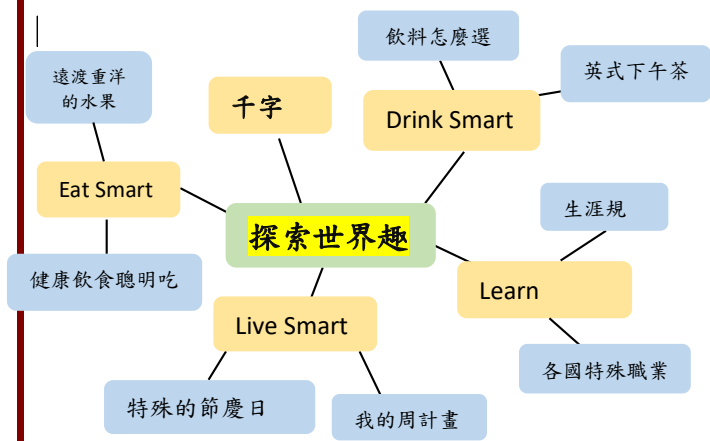 飲料怎麼選
英式下午茶
遠渡重洋
的水果
千字
Drink Smart
Eat Smart
生涯規
探索世界趣
健康飲食聰明吃
Learn
Live Smart
各國特殊職業
特殊的節慶日
我的周計畫